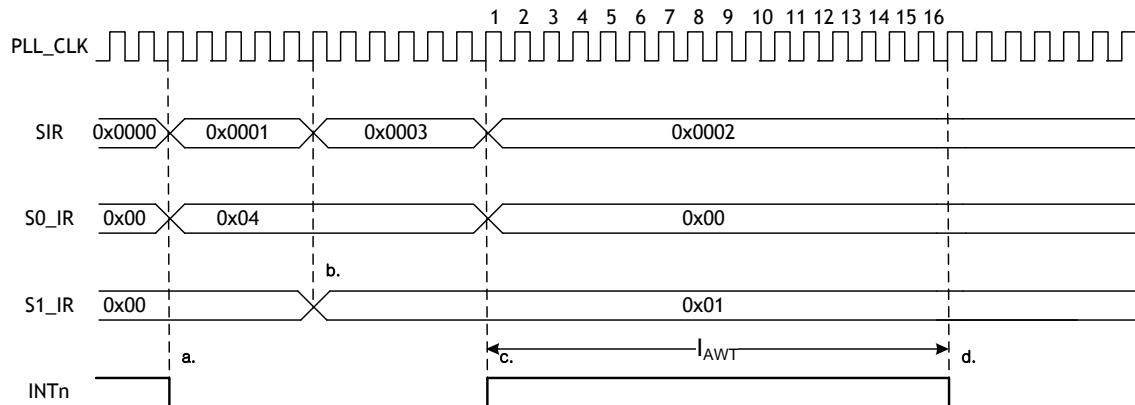 1 2 3 4 5 6 7 8 9 10 11 12 13 14 15 16
PLL_CLK
SIR 0x0000 0x0001 0x0003 0x0002
S0_IR 0x00 0x04 0x00
b.
S1_IR 0x00 0x01
a. c. IAWT d.
INTn